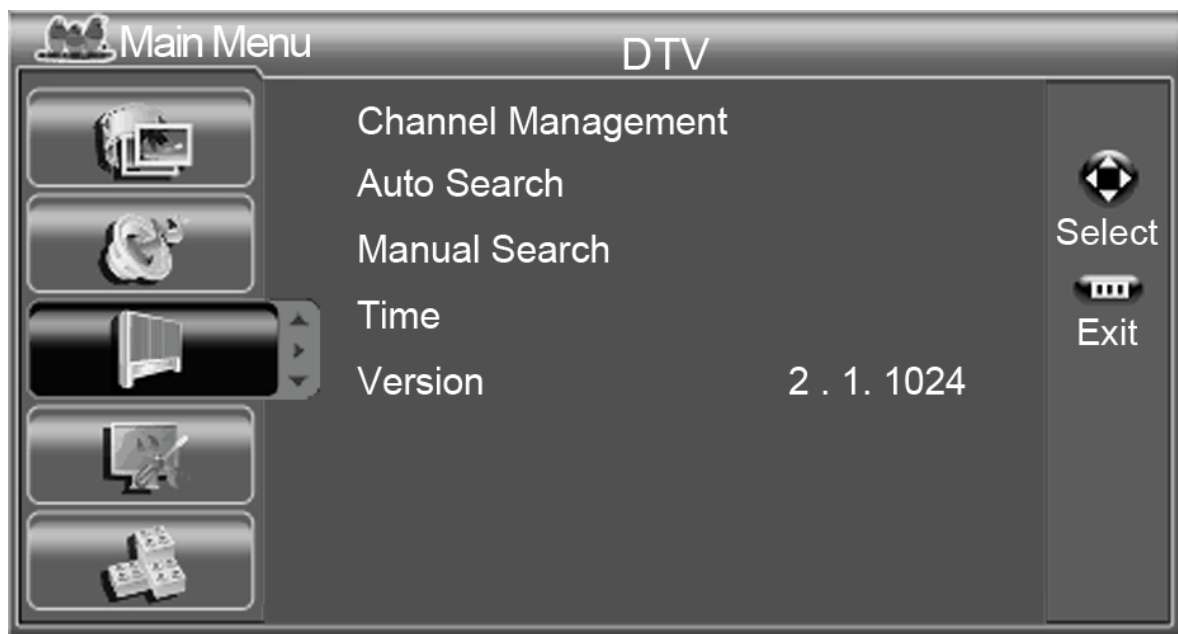 Main Menu
DTV
Channel Management
Auto Search
Manual Search
Time
Version 2 . 1. 1024
Select
Exit